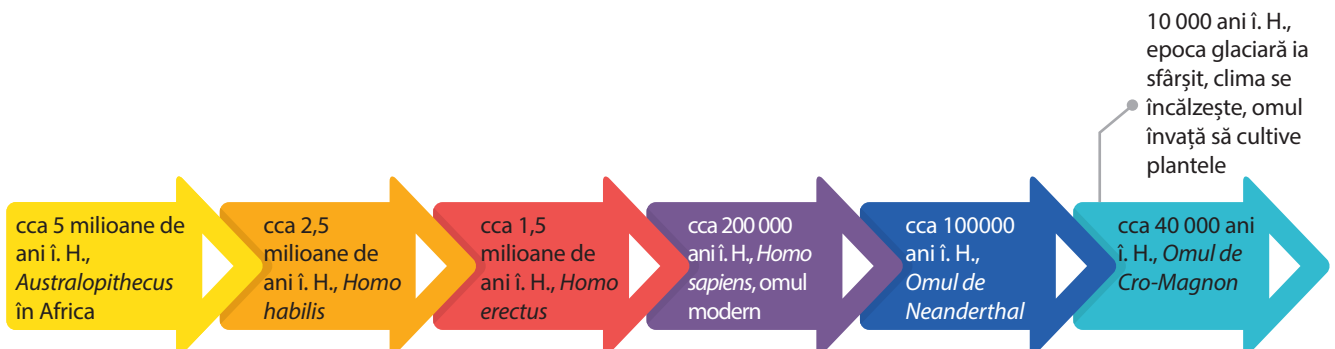 10 000 ani î. H.,
epoca glaciară ia
sfârșit, clima se
încălzește, omul
învață să cultive
plantele
cca 5 milioane de
ani î. H.,
Australopithecus
în Africa
cca 2,5
milioane de
ani î. H., Homo
habilis
cca 1,5
milioane de
ani î. H., Homo
erectus
cca 200 000
ani î. H., Homo
sapiens, omul
modern
cca 100000
ani î. H.,
Omul de
Neanderthal
cca 40 000 ani
î. H., Omul de
Cro-Magnon